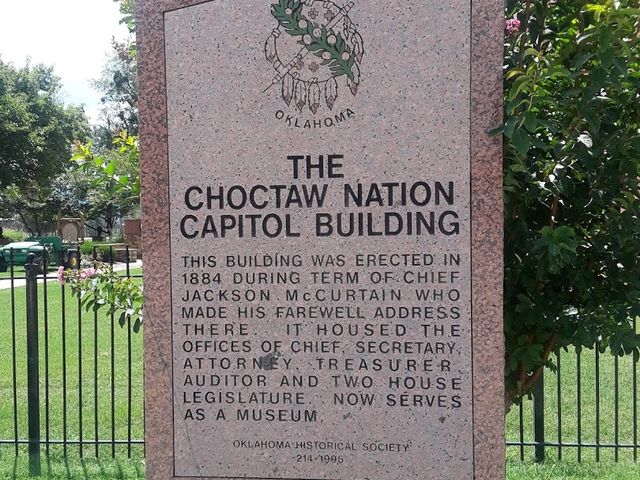 OKLAHOMA
THE
CHOCTAW NATION
CAPITOL BUILDING
THIS BUILDING WAS ERECTED IN
1884 DURING TERM OF CHIEF
JACKSON McCURTAIN WHO
MADE HIS FAREWELL ADDRESS
THERE. IT HOUSED THE
OFFICES OF CHIEF, SECRETARY,
ATTORNEY, TREASURER
AUDITOR AND TWO HOUSE
LEGISLATURE. NOW SERVES
AS A MUSEUM.
OKLAHOMA HISTORICAL SOCIETY
214-1995